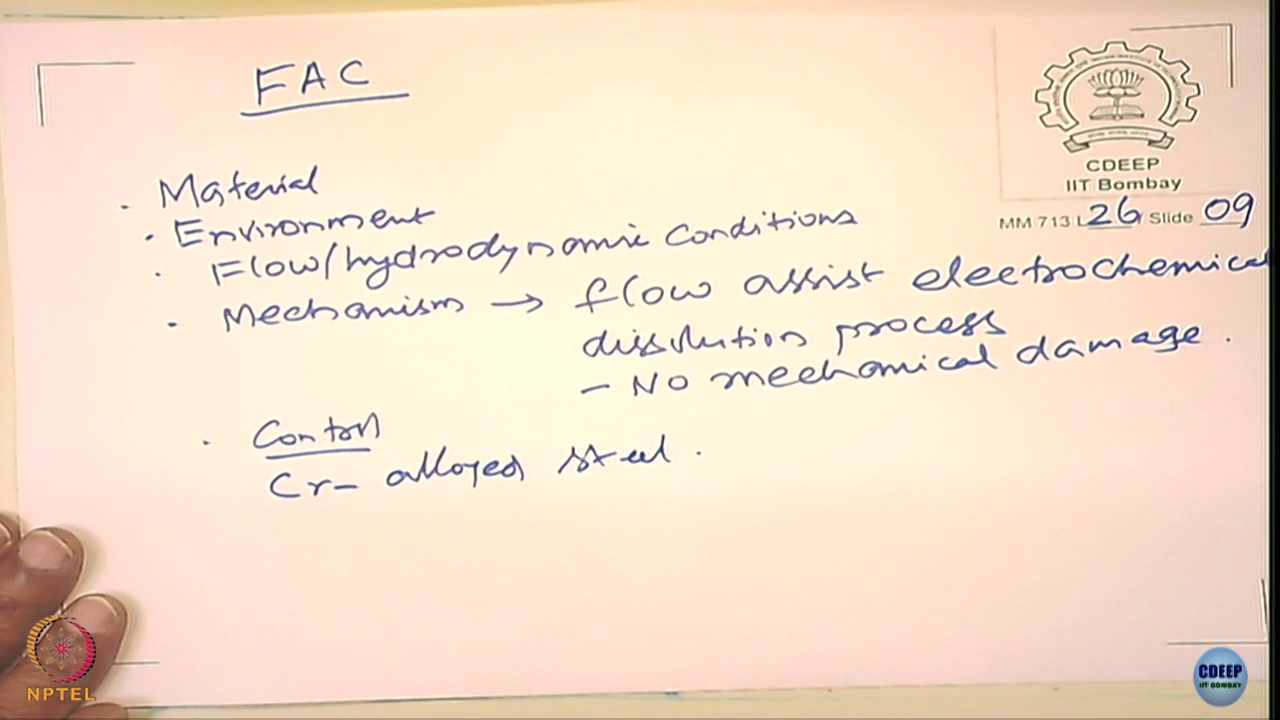 FAC
. Material
. Environment
. Flow/hydrodynamic conditions
. Mechanism → flow assist electrochemical
dissolution process
- No mechanical damage.
. Control
Cr- alloyed steel.
CDEEP
IIT Bombay
MM 713 L 26 / Slide 09
NPTEL
CDEEP
IIT BOMBAY